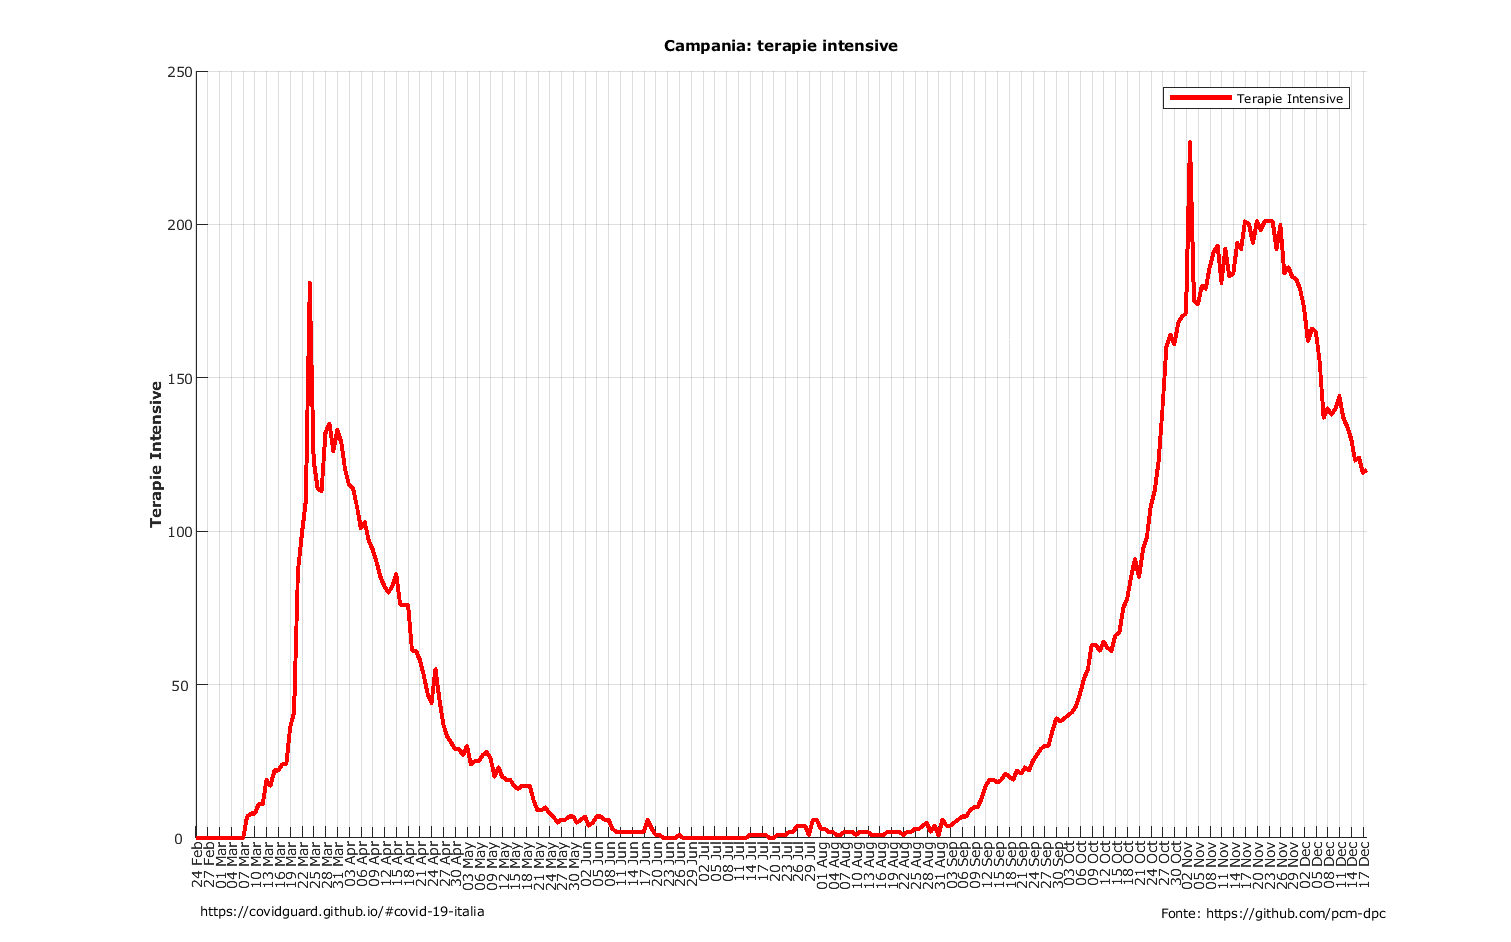 Campania: terapie intensive
250
Terapie Intensive
200
150
100
50
0
Terapie Intensive
24 Feb
27 Feb
01 Mar
04 Mar
07 Mar
10 Mar
13 Mar
16 Mar
19 Mar
22 Mar
25 Mar
28 Mar
31 Mar
03 Apr
06 Apr
09 Apr
12 Apr
15 Apr
18 Apr
21 Apr
24 Apr
27 Apr
30 Apr
03 May
06 May
09 May
12 May
15 May
18 May
21 May
24 May
27 May
30 May
02 Jun
05 Jun
08 Jun
11 Jun
14 Jun
17 Jun
20 Jun
23 Jun
26 Jun
29 Jun
02 Jul
05 Jul
08 Jul
11 Jul
14 Jul
17 Jul
20 Jul
23 Jul
26 Jul
29 Jul
01 Aug
04 Aug
07 Aug
10 Aug
13 Aug
16 Aug
19 Aug
22 Aug
25 Aug
28 Aug
31 Aug
03 Sep
06 Sep
09 Sep
12 Sep
15 Sep
18 Sep
21 Sep
24 Sep
27 Sep
30 Sep
03 Oct
06 Oct
09 Oct
12 Oct
15 Oct
18 Oct
21 Oct
24 Oct
27 Oct
30 Oct
02 Nov
05 Nov
08 Nov
11 Nov
14 Nov
17 Nov
20 Nov
23 Nov
26 Nov
29 Nov
02 Dec
05 Dec
08 Dec
11 Dec
14 Dec
17 Dec
https://covidguard.github.io/#covid-19-italia
Fonte: https://github.com/pcm-dpc